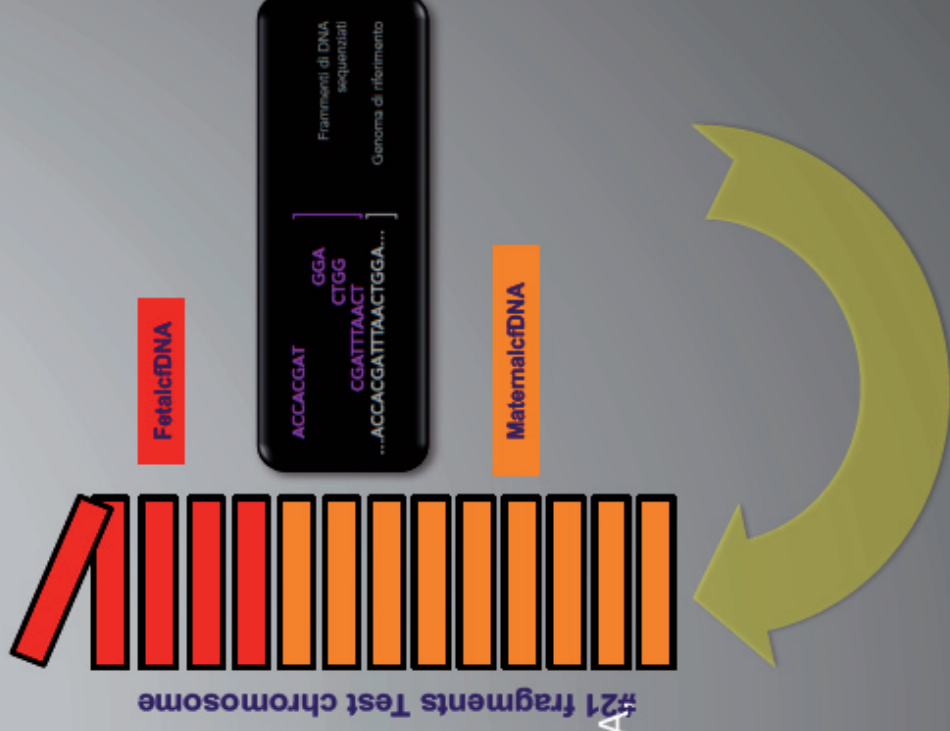 FetalcfDNA
ACCACGAT
GGA
CTGG
CGATTTAACT
...ACCACGATTTAACTGGA...
Frammenti di DNA
sequenziati
Genoma di riferimento
MaternalcfDNA
#21 fragments Test chromosome
A